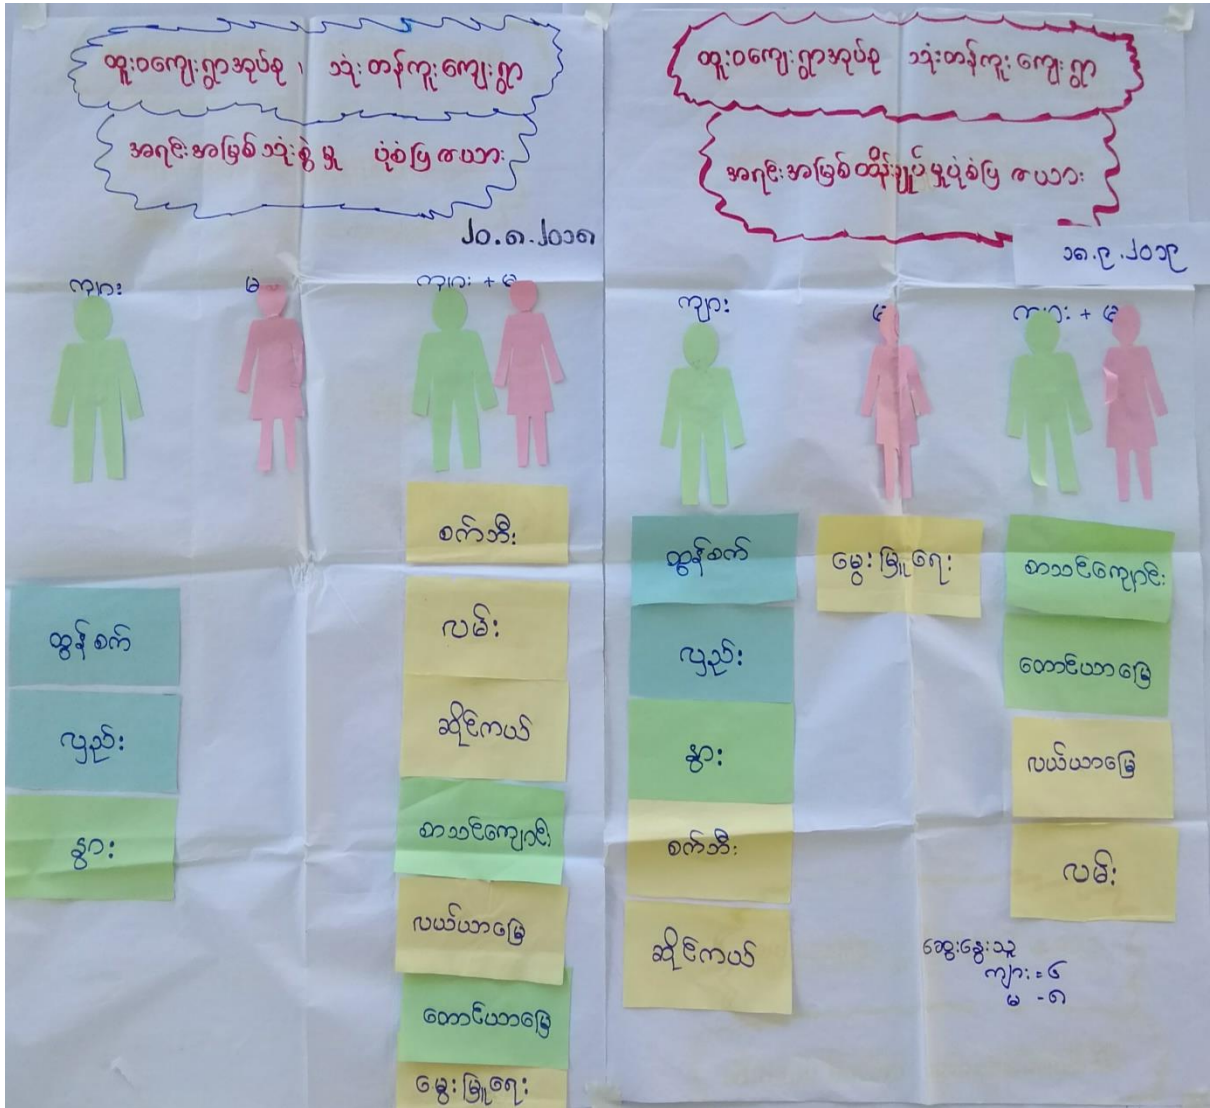 ထူးဝကျေးရွာအုပ်စု ၊ သုံးတန်ကူးကျေးရွာ
အရင်းအမြစ်သုံးစွဲမှု ပုံစံပြဇယား
၂၀.၈.၂၀၁၈
ကျား
မ
ကျား + မ
စက်ဘီး
လမ်း
ထွန်စက်
ဆိုင်ကယ်
လှည်း
စာသင်ကျောင်း
နွား
လယ်ယာမြေ
တောင်ယာမြေ
မွေးမြူရေး
ထူးဝကျေးရွာအုပ်စု သုံးတန်ကူးကျေးရွာ
အရင်းအမြစ်ထိန်းချုပ်မှုပုံစံပြ ဇယား
၁၈.၉.၂၀၁၉
ကျား
မ
ကျား + မ
ထွန်စက်
မွေးမြူရေး
စာသင်ကျောင်း
လှည်း
တောင်ယာမြေ
နွား
လယ်ယာမြေ
စက်ဘီး
လမ်း
ဆိုင်ကယ်
ဆွေးနွေးသူ
ကျား = ၆
မ - ၈